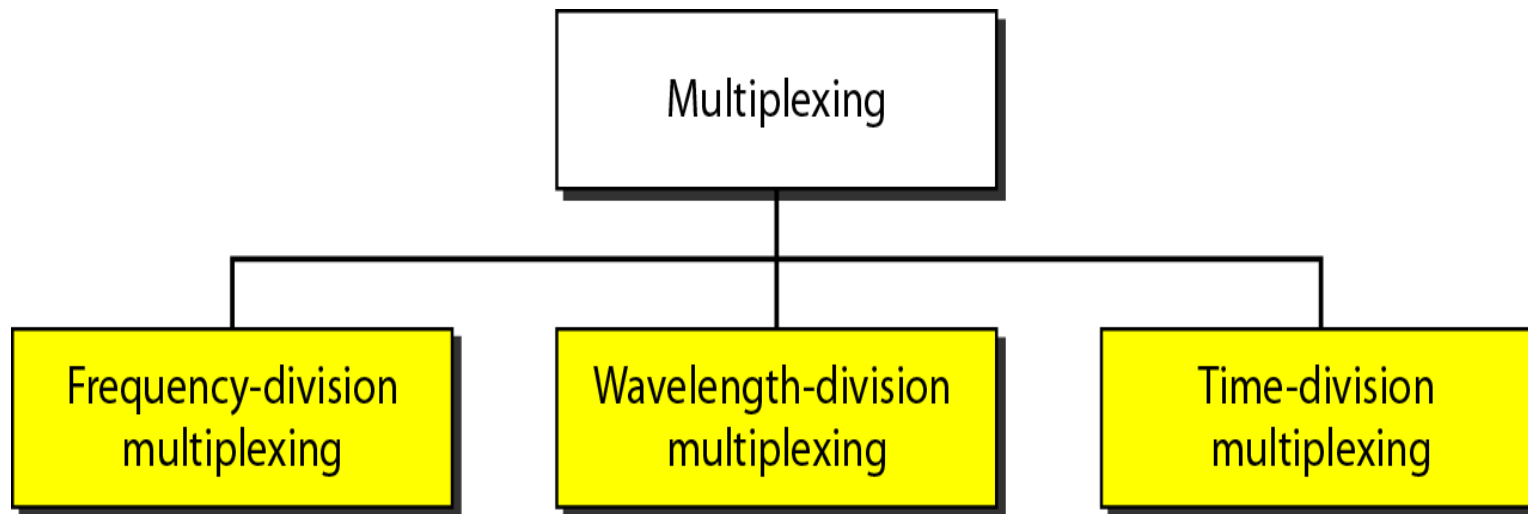 Multiplexing
Frequency-division
multiplexing
Wavelength-division
multiplexing
Time-division
multiplexing